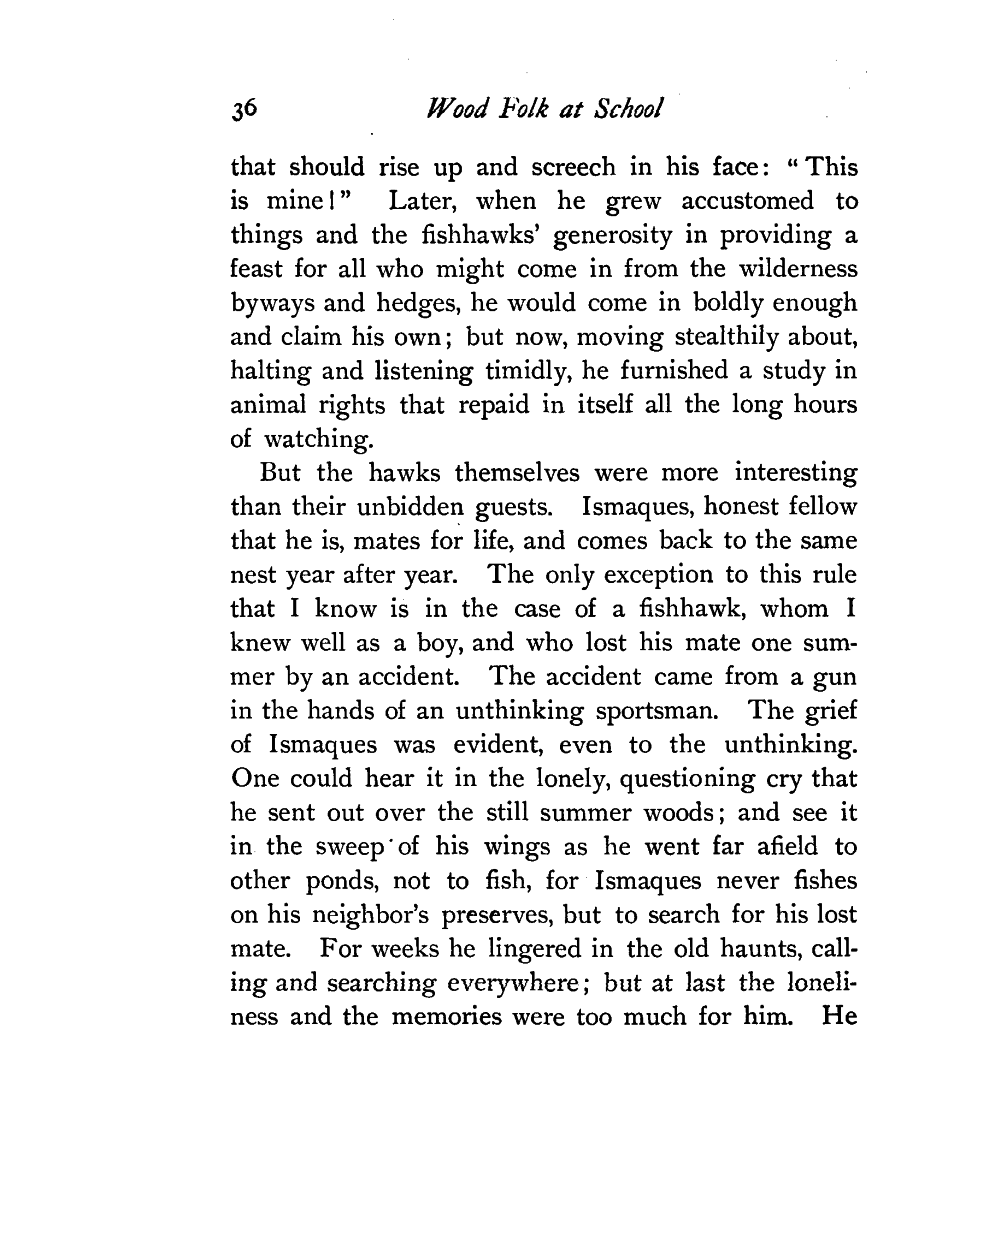 36 Wood Folk at School
that should rise up and screech in his face: “This
is mine!” Later, when he grew accustomed to
things and the fishhawks’ generosity in providing a
feast for all who might come in from the wilderness
byways and hedges, he would come in boldly enough
and claim his own; but now, moving stealthily about,
halting and listening timidly, he furnished a study in
animal rights that repaid in itself all the long hours
of watching.
But the hawks themselves were more interesting
than their unbidden guests. Ismaques, honest fellow
that he is, mates for life, and comes back to the same
nest year after year. The only exception to this rule
that I know is in the case of a fishhawk, whom I
knew well as a boy, and who lost his mate one sum-
mer by an accident. The accident came from a gun
in the hands of an unthinking sportsman. The grief
of Ismaques was evident, even to the unthinking.
One could hear it in the lonely, questioning cry that
he sent out over the still summer woods; and see it
in the sweep of his wings as he went far afield to
other ponds, not to fish, for Ismaques never fishes
on his neighbor’s preserves, but to search for his lost
mate. For weeks he lingered in the old haunts, call-
ing and searching everywhere; but at last the loneli-
ness and the memories were too much for him. He